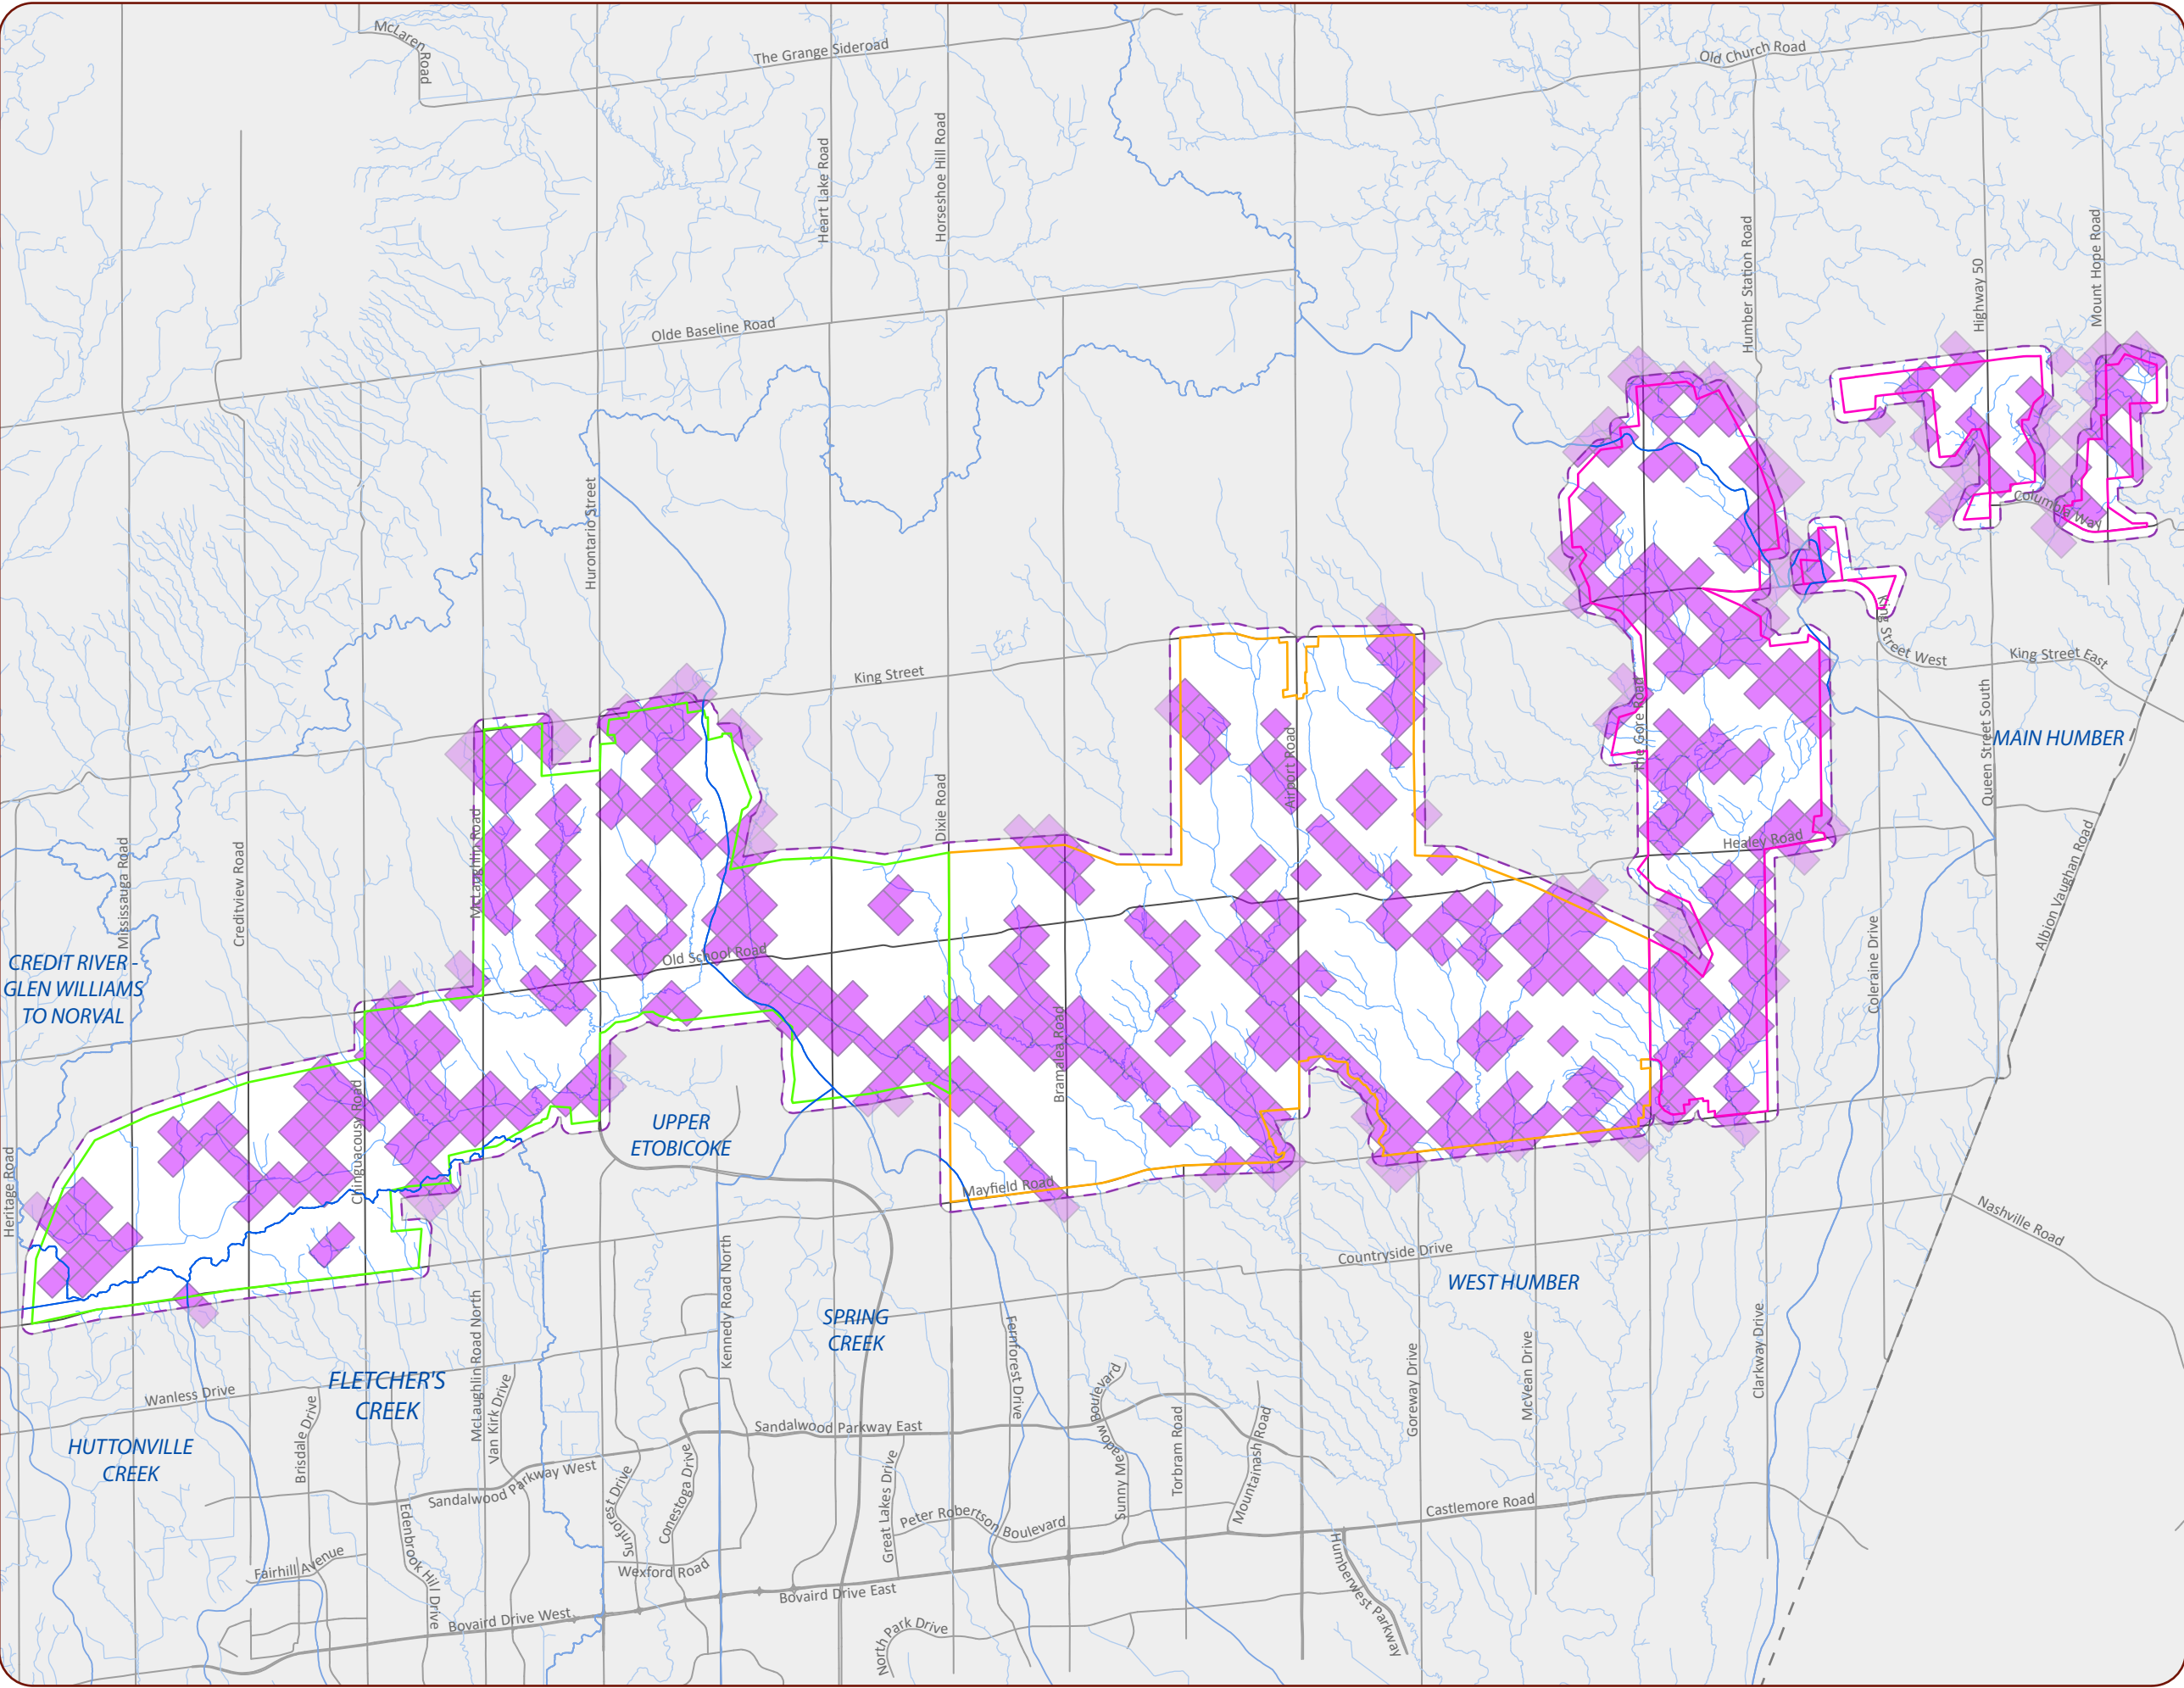 McLaren
Road
The Grange Sideroad
Old Church Road
Heart Lake Road
Horseshoe Hill Road
Humber Station Road
Highway 50
Mount Hope Road
Olde Baseline Road
Hurontario Street
Columbia Way
King Street
King Street West
King Street East
The Gore Road
Queen Street South
MAIN HUMBER
Airport Road
Dixie Road
McLaughlin Road
Mississauga Road
Creditview Road
Healey Road
Albion Vaughan Road
Old School Road
Coleraine Drive
CREDIT RIVER -
GLEN WILLIAMS
TO NORVAL
Bramalea Road
Chinguacousy Road
Heritage Road
UPPER
ETOBICOKE
Mayfield Road
Nashville Road
Countryside Drive
WEST HUMBER
Kennedy Road North
McLaughlin Road North
SPRING
CREEK
Fernforest Drive
Clarkway Drive
Goreway Drive
McVean Drive
FLETCHER'S
CREEK
Wanless Drive
Van Kirk Drive
Brisdale Drive
Sunny Meadow Boulevard
Torbram Road
Mountainash Road
Sandalwood Parkway East
HUTTONVILLE
CREEK
Sandalwood Parkway West
Sunforest Drive
Conestoga Drive
Great Lakes Drive
Peter Robertson Boulevard
Castlemore Road
Humberwest Parkway
Edenbrook Hill Drive
Fairhill Avenue
Wexford Road
Bovaird Drive East
Bovaird Drive West
North Park Drive